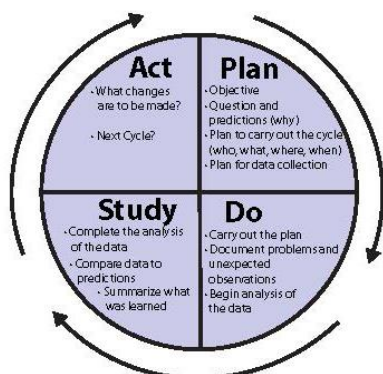 Act
· What changes
are to be made?
· Next Cycle?
Plan
· Objective
· Question and
predictions (why)
· Plan to carry out the cycle
(who, what, where, when)
· Plan for data collection
Study
· Complete the analysis
of the data
· Compare data to
predictions
· Summarize what
was learned
Do
· Carry out the plan
· Document problems and
unexpected
observations
· Begin analysis of
the data